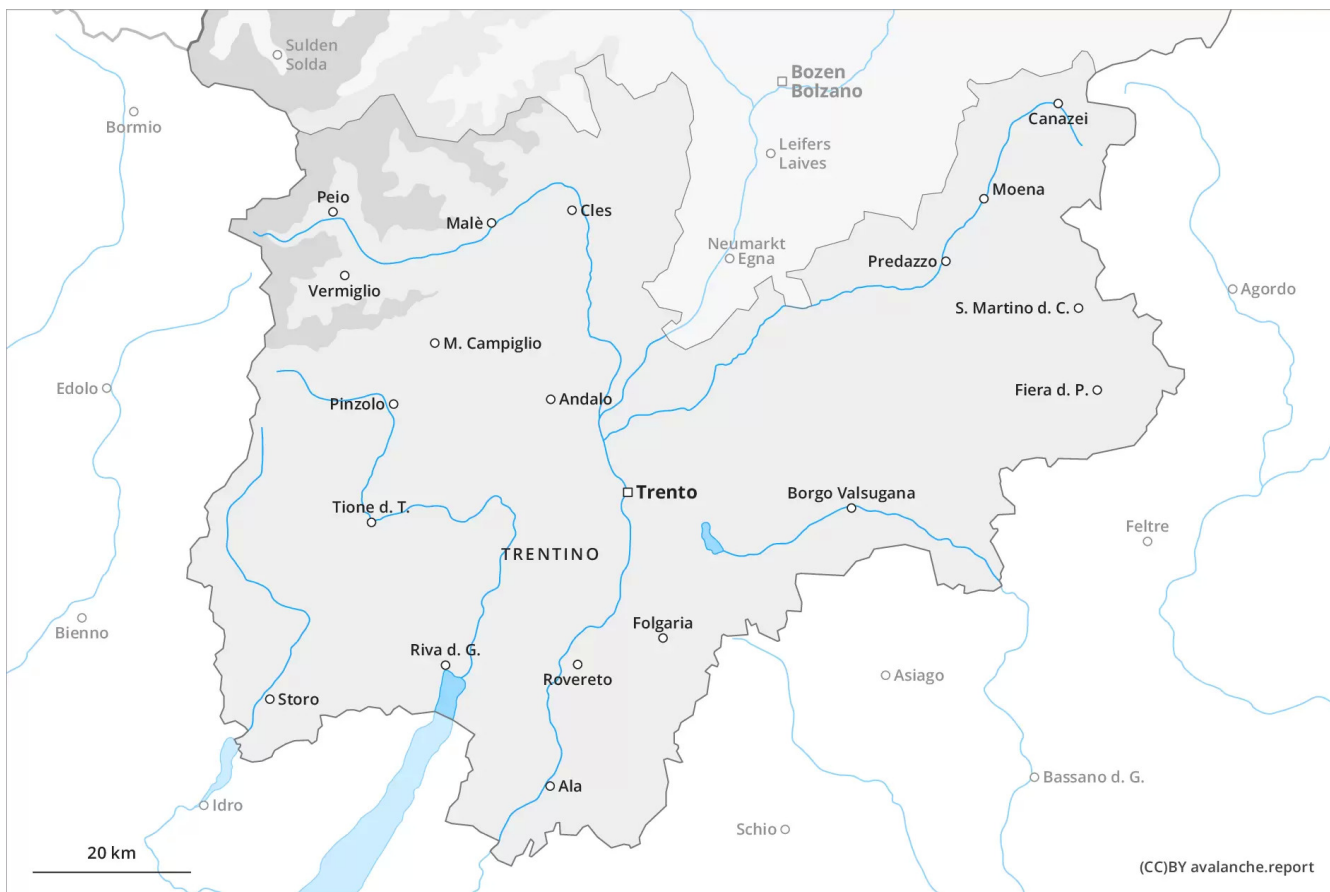 Sulden
Solda
Bozen
Bolzano
Bormio
Canazei
Leifers
Laives
Peio
Moena
Malè
Cles
Neumarkt
Egna
Predazzo
Vermiglio
Agordo
S. Martino d. C.
M. Campiglio
Edolo
Fiera d. P.
Pinzolo
Andalo
Trento
Borgo Valsugana
Tione d. T.
Feltre
TRENTINO
Bienno
Folgaria
Riva d. G.
Rovereto
Asiago
Storo
Bassano d. G.
Ala
Idro
Schio
20 km
(CC)BY avalanche.report